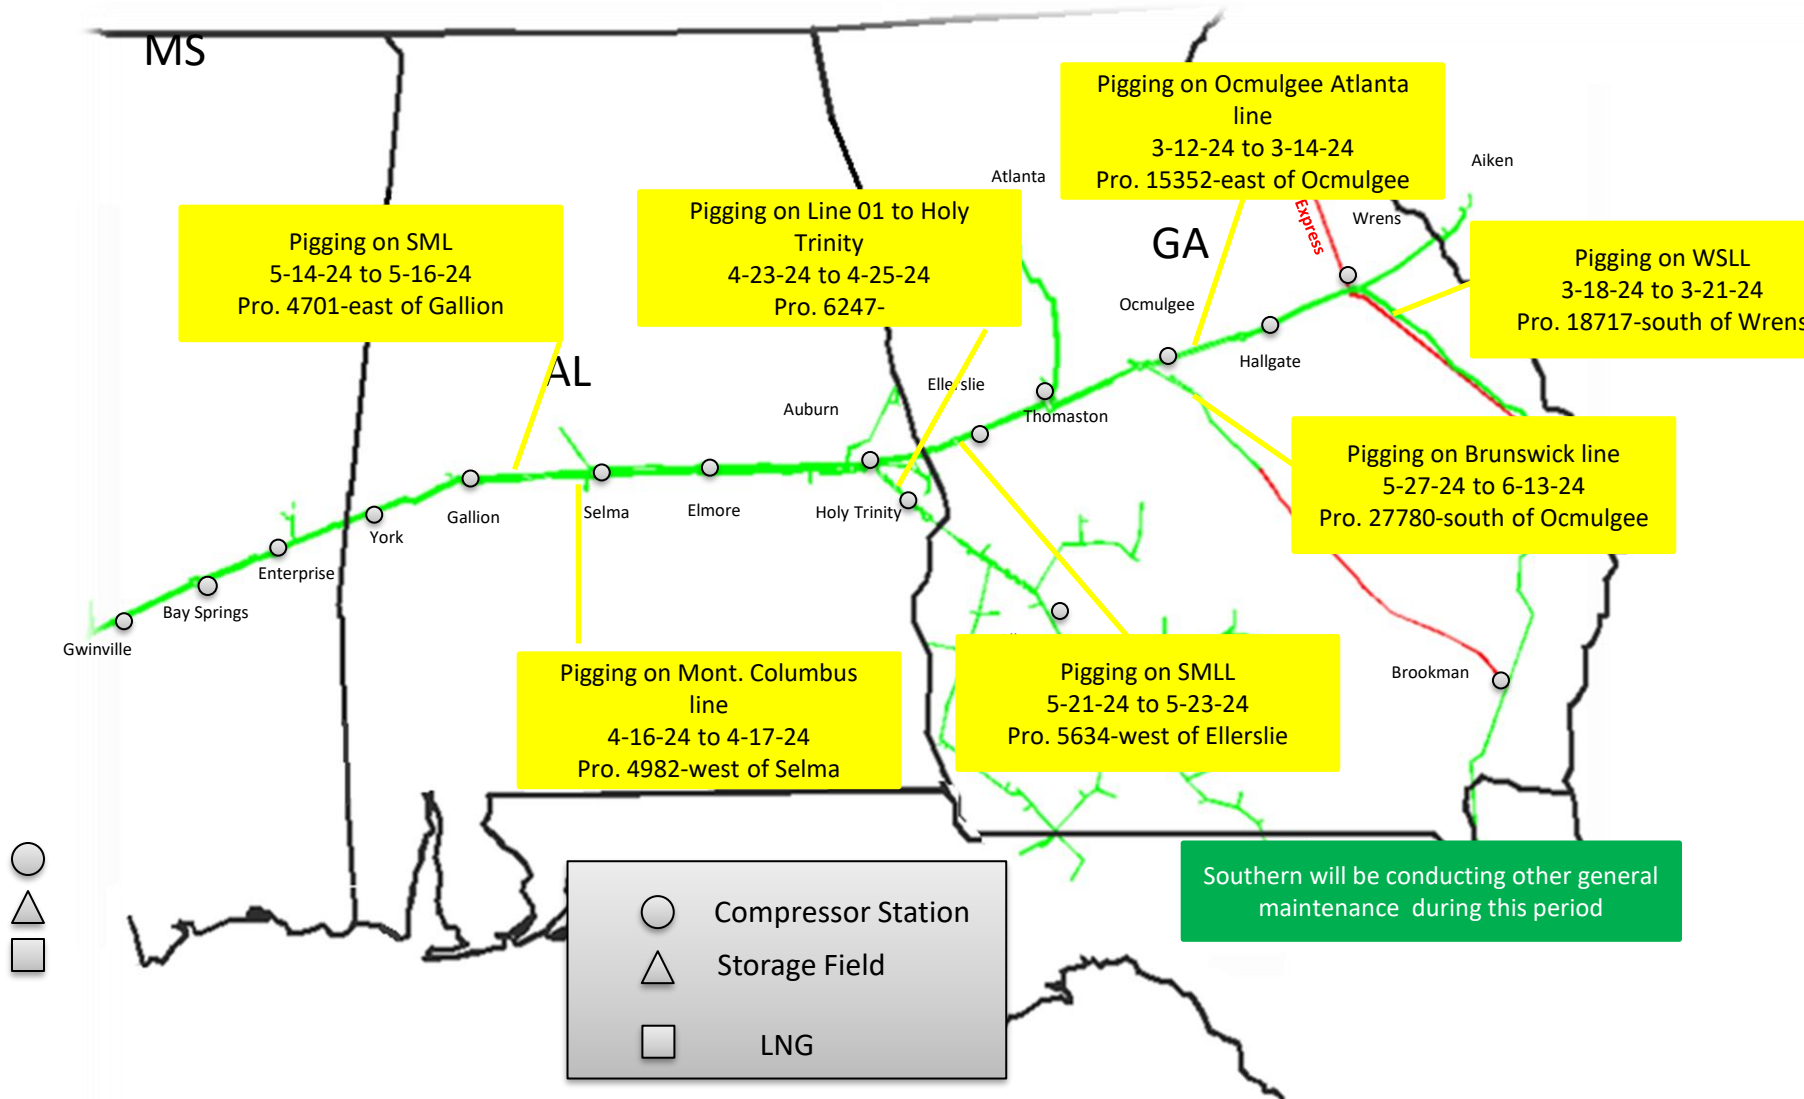 MS
Pigging on Ocmulgee Atlanta
line
3-12-24 to 3-14-24
Pro. 15352-east of Ocmulgee
Aiken
Atlanta
Express
Wrens
Pigging on SML
5-14-24 to 5-16-24
Pro. 4701-east of Gallion
Pigging on Line 01 to Holy
Trinity
4-23-24 to 4-25-24
Pro. 6247-
GA
Pigging on WSLL
3-18-24 to 3-21-24
Pro. 18717-south of Wrens
Ocmulgee
Hallgate
AL
Ellerslie
Auburn
Thomaston
Pigging on Brunswick line
5-27-24 to 6-13-24
Pro. 27780-south of Ocmulgee
Gallion
Selma
Elmore
Holy Trinity
York
Enterprise
Bay Springs
Gwinville
Pigging on Mont. Columbus
line
4-16-24 to 4-17-24
Pro. 4982-west of Selma
Pigging on SMLL
5-21-24 to 5-23-24
Pro. 5634-west of Ellerslie
Brookman
Southern will be conducting other general
maintenance during this period
Compressor Station
Storage Field
LNG